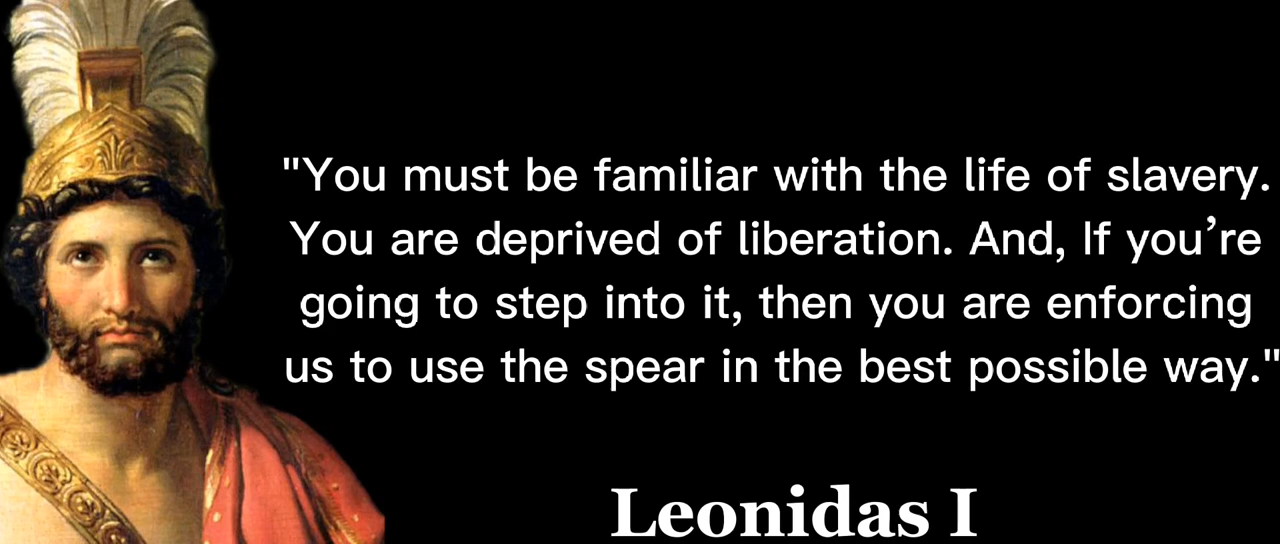 "You must be familiar with the life of slavery.
You are deprived of liberation. And, If you’re
going to step into it, then you are enforcing
us to use the spear in the best possible way."
Leonidas I